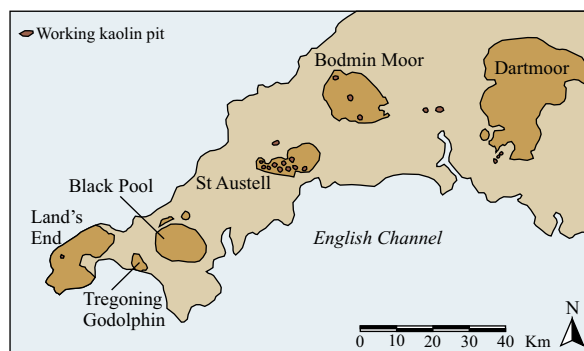 Working kaolin pit
Bodmin Moor
Dartmoor
St Austell
Black Pool
Land's
End
English Channel
Tregoning
Godolphin
N
0 10 20 30 40 Km